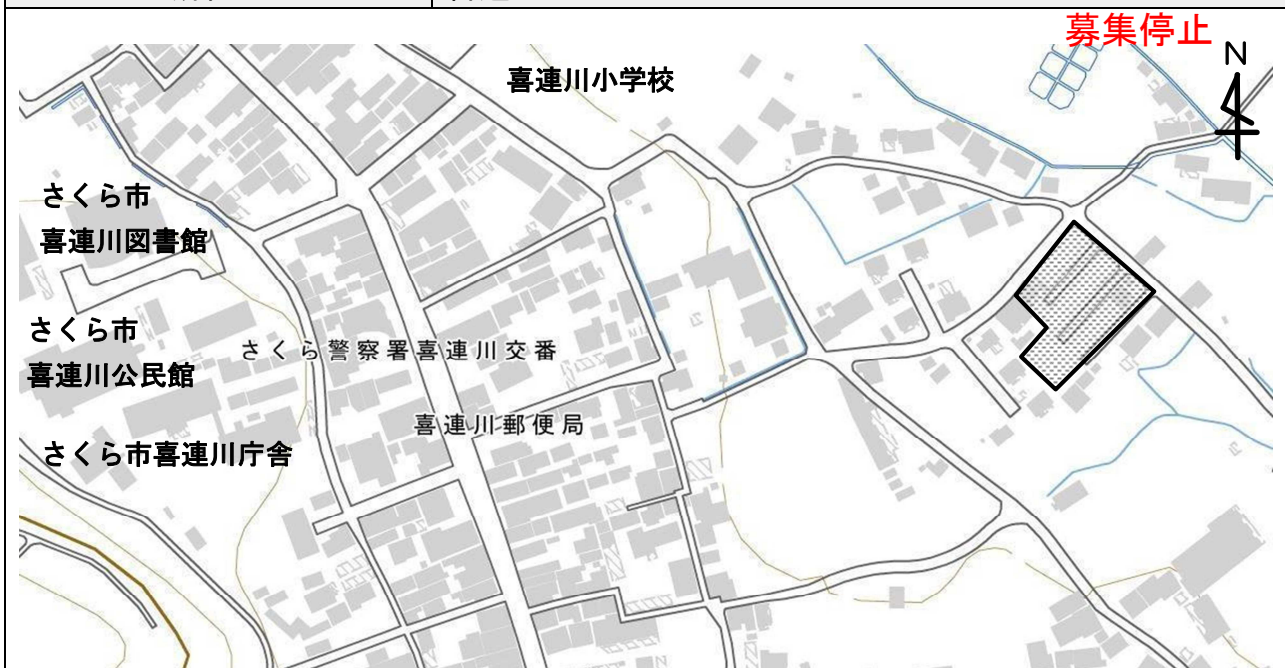 募集停止
N
喜連川小学校
さくら市
喜連川図書館
さくら市
喜連川公民館
さくら警察署喜連川交番
喜連川郵便局
さくら市喜連川庁舎